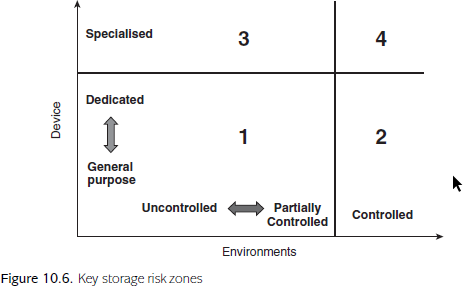 Specialised
3
4
Device
Dedicated
General
purpose
1
2
Uncontrolled
Partially
Controlled
Controlled
Environments
Figure 10.6. Key storage risk zones